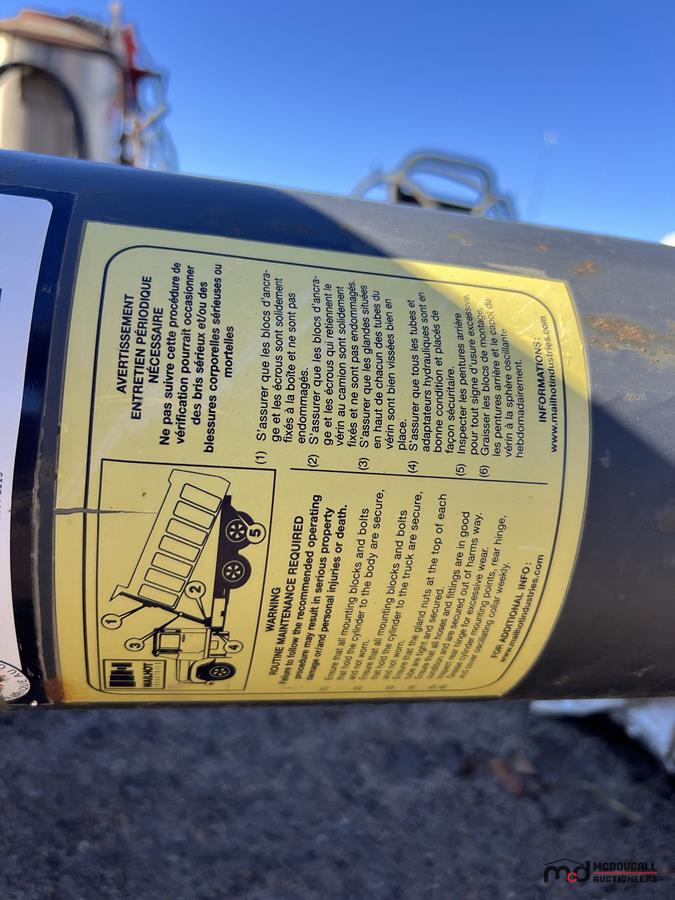 AVERTISSEMENT
ENTRETIEN PÉRIODIQUE
NÉCESSAIRE
Ne pas suivre cette procédure de
vérification pourrait occasionner
des bris sérieux et/ou des
blessures corporelles sérieuses ou
mortelles
(1) S'assurer que les blocs d'ancra-
ge et les écrous sont solidement
fixés à la boîte et ne sont pas
endommagés.
(2) S'assurer que les blocs d'ancra-
ge et les écrous qui retiennent le
vérin au camion sont solidement
fixés et ne sont pas endommagés.
(3) S'assurer que les glandes situées
en haut de chacun des tubes du
vérin sont bien vissées bien en
place.
(4) S'assurer que tous les tubes et
adaptateurs hydrauliques sont en
bonne condition et placés de
façon sécuritaire.
(5) Inspecter les pentures arrière
pour tout signe d'usure excessive.
(6) Graisser les blocs de montage,
les pentures arrière et le capot du
vérin à la sphère oscillante
hebdomadairement.
INFORMATIONS:
www.mailhotindustries.com
1
2
3
4
5
MAILHOT
WARNING
ROUTINE MAINTENANCE REQUIRED
Failure to follow the recommended operating
procedure may result in serious property
damage or/and personal injuries or death.
Ensure that all mounting blocks and bolts
that hold the cylinder to the body are secure,
and not worn.
Ensure that all mounting blocks and bolts
that hold the cylinder to the truck are secure,
and not worn.
Ensure that the gland nuts at the top of each
tube are tight and secured.
Ensure that all hoses and fittings are in good
condition and are secured out of harms way.
Inspect rear hinge for excessive wear.
Grease cylinder mounting points, rear hinge,
and cover oscillating collar weekly.
FOR ADDITIONAL INFO:
www.mailhotindustries.com
mcd
MCDOUGALL
AUCTIONEERS